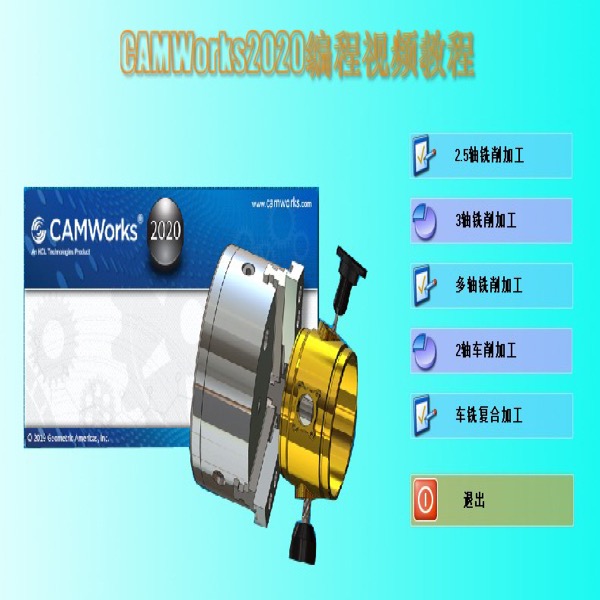 CAMWorks2020编程视频教程
2.5轴铣削加工
3轴铣削加工
多轴铣削加工
2轴车削加工
车铣复合加工
退出
www.camworks.com
CAMWorks®
2020
An HCL Technologies Product
© 2019 Geometric Americas, Inc.